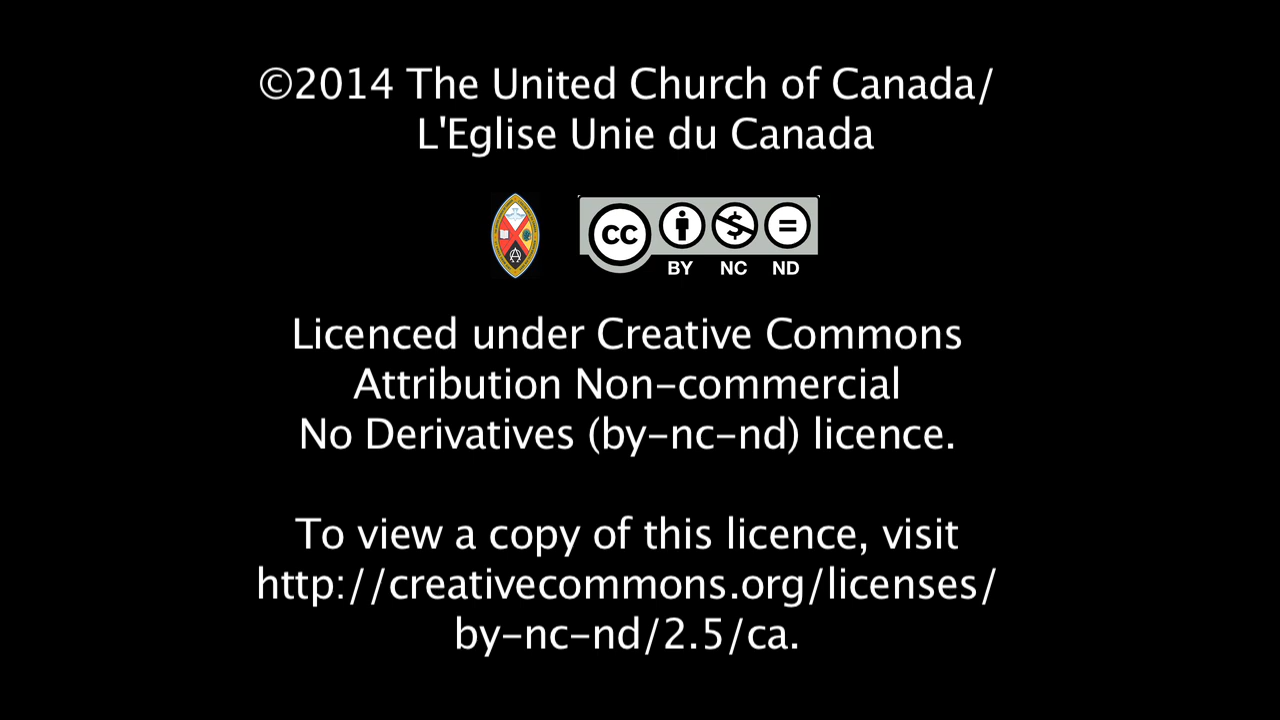 ©2014 The United Church of Canada/
L'Eglise Unie du Canada
cc
BY NC ND
Licenced under Creative Commons
Attribution Non-commercial
No Derivatives (by-nc-nd) licence.
To view a copy of this licence, visit
http://creativecommons.org/licenses/
by-nc-nd/2.5/ca.